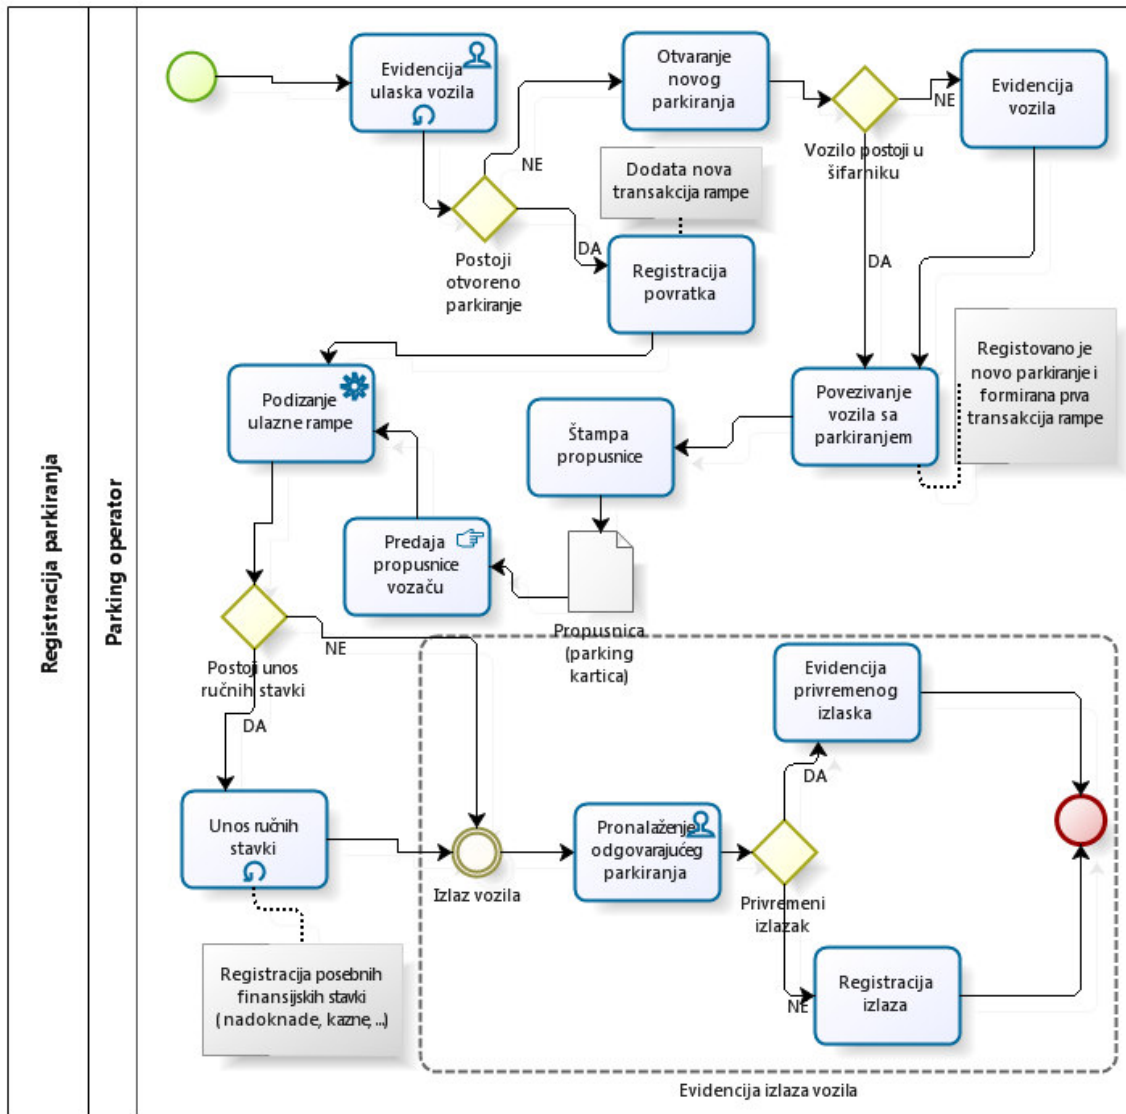 Registracija parkiranja
Parking operator
Evidencija
ulaska vozila
NE
Otvaranje
novog
parkiranja
NE
Evidencija
vozila
Vozilo postoji u
šifarniku
Dodata nova
transakcija rampe
Postoji
otvoreno
parkiranje
DA
Registracija
povratka
DA
Registovano je
novo parkiranje i
formirana prva
transakcija rampe
Podizanje
ulazne rampe
Štampa
propusnice
Povezivanje
vozila sa
parkiranjem
Predaja
propusnice
vozaču
Propusnica
(parking
kartica)
Postoji unos
ručnih stavki
NE
DA
Evidencija
privremenog
izlaska
DA
Unos ručnih
stavki
Izlaz vozila
Pronalaženje
odgovarajućeg
parkiranja
Privremeni
izlazak
NE
Registracija
izlaza
Registracija posebnih
finansijskih stavki
( nadoknade, kazne, ...)
Evidencija izlaza vozila